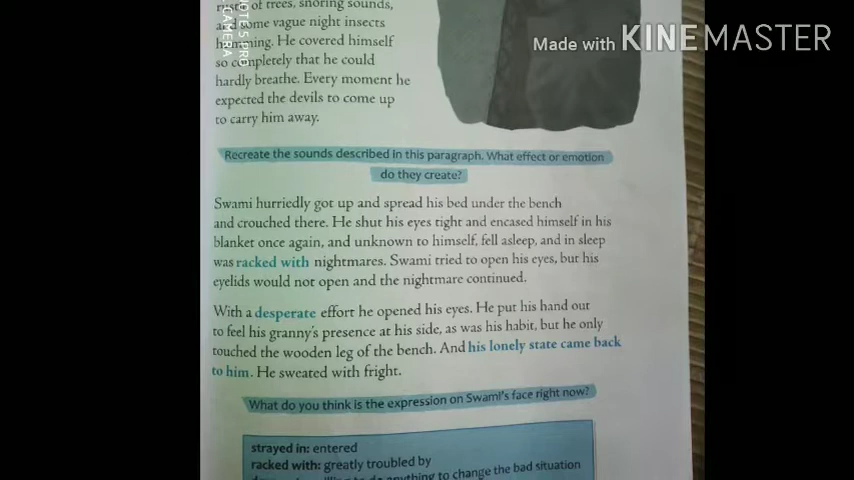 of trees, snoring sounds,
and some vague night insects
humming. He covered himself
so completely that he could
hardly breathe. Every moment he
expected the devils to come up
to carry him away.
Made with KINEMASTER
Recreate the sounds described in this paragraph. What effect or emotion
do they create?
Swami hurriedly got up and spread his bed under the bench
and crouched there. He shut his eyes tight and encased himself in his
blanket once again, and unknown to himself, fell asleep, and in sleep
was racked with nightmares. Swami tried to open his eyes, but his
eyelids would not open and the nightmare continued.
With a desperate effort he opened his eyes. He put his hand out
to feel his granny's presence at his side, as was his habit, but he only
touched the wooden leg of the bench. And his lonely state came back
to him. He sweated with fright.
What do you think is the expression on Swami's face right now?
strayed in: entered
racked with: greatly troubled by
to do anything to change the bad situation
CAMERA